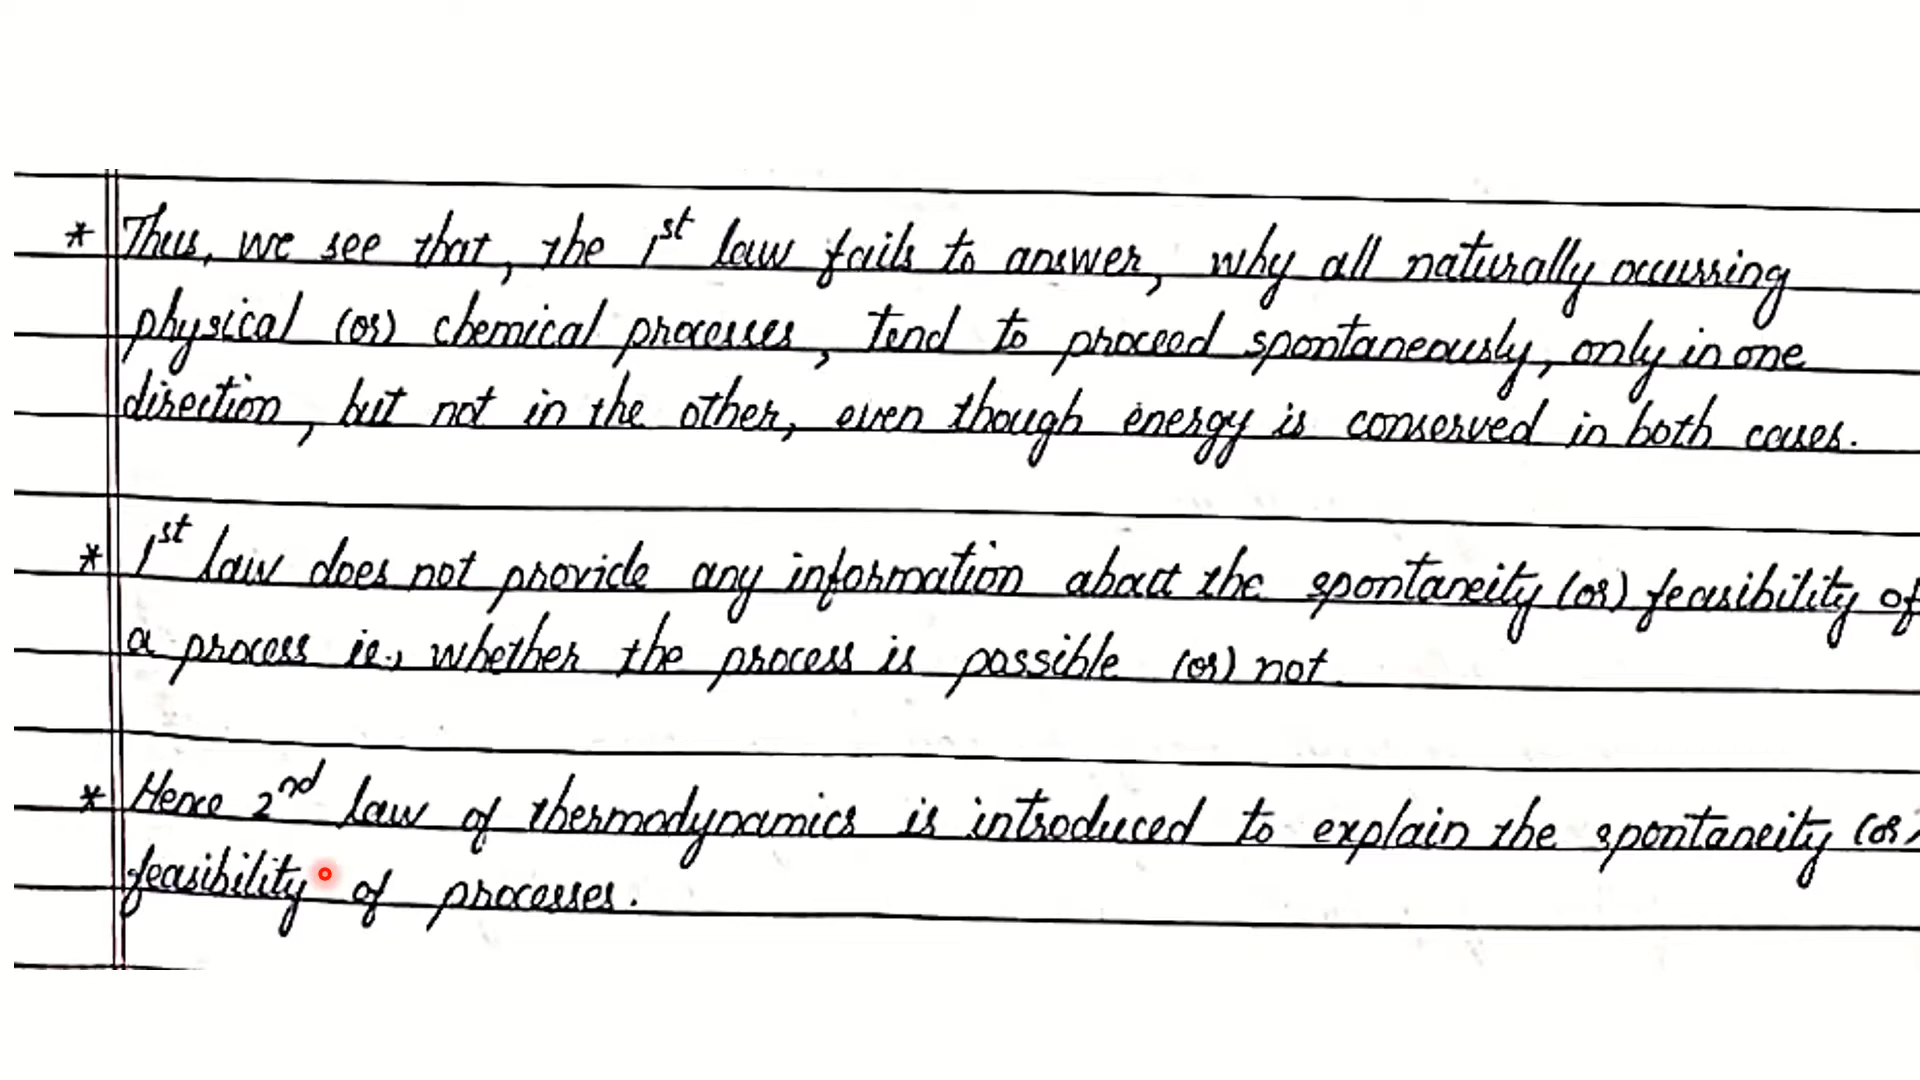 * Thus, we see that, the 1st law fails to answer, why all naturally occurring
physical (or) chemical processes, tend to proceed spontaneously, only in one
direction, but not in the other, even though energy is conserved in both cases.
* 1st law does not provide any information about the spontaneity (or) feasibility of
a process ie., whether the process is possible (or) not.
* Hence 2nd law of thermodynamics is introduced to explain the spontaneity (or)
feasibility of processes.